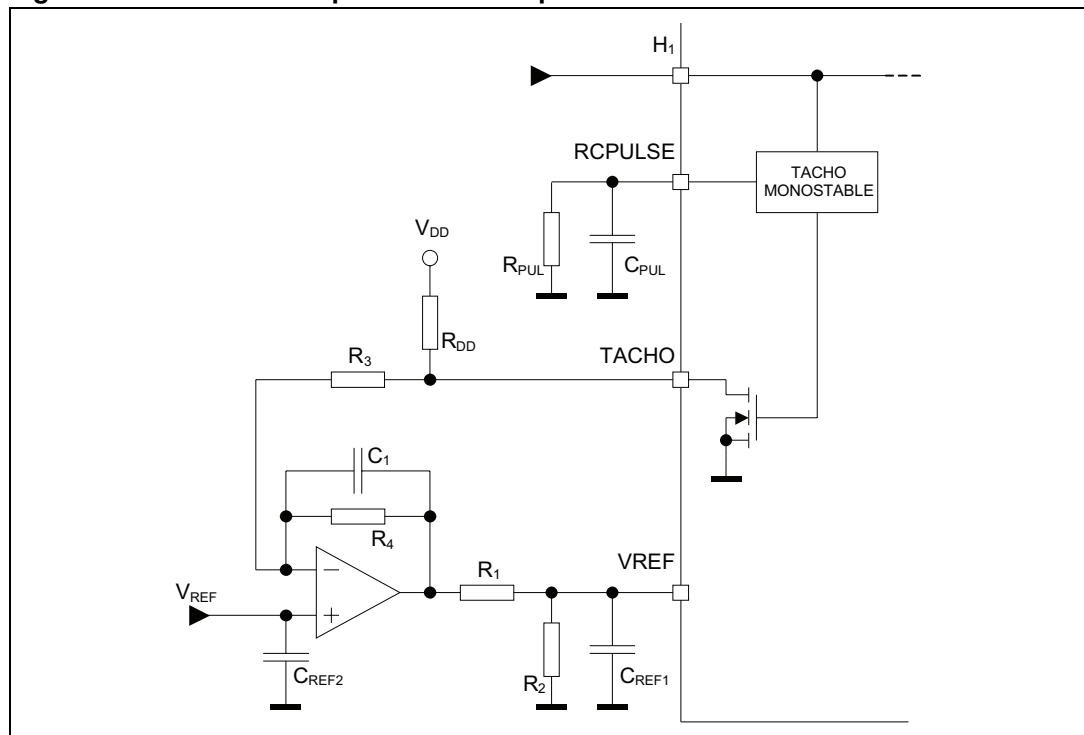 H1
RCPULSE
TACHO
MONOSTABLE
VDD
RPUL
CPUL
RDD
R3
TACHO
C1
R4
VREF
R1
VREF
CREF2
R2
CREF1